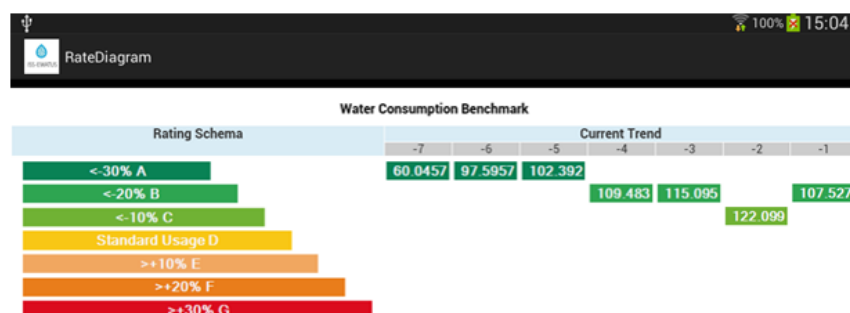 100% 15:04
ISS-EWATUS RateDiagram
Water Consumption Benchmark
Rating Schema Current Trend
-7 -6 -5 -4 -3 -2 -1
<-30% A 60.0457 97.5957 102.392
<-20% B 109.483 115.095 107.527
<-10% C 122.099
Standard Usage D
>+10% E
>+20% F
>+30% G